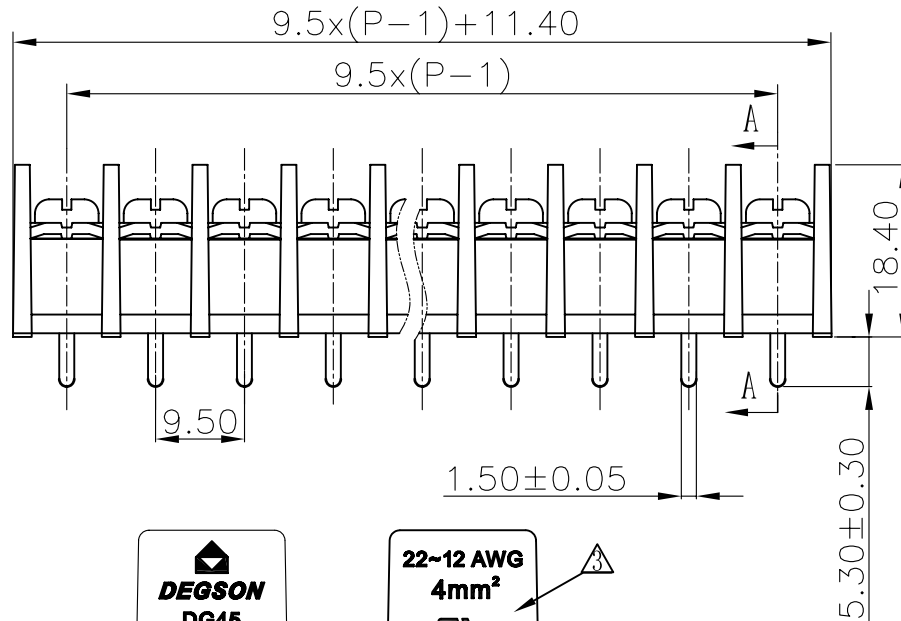 9.5x(P-1)+11.40
9.5x(P-1)
A
18.40
A
9.50
1.50±0.05
5.30±0.30
DEGSON
DG45
22~12 AWG
4mm²
3